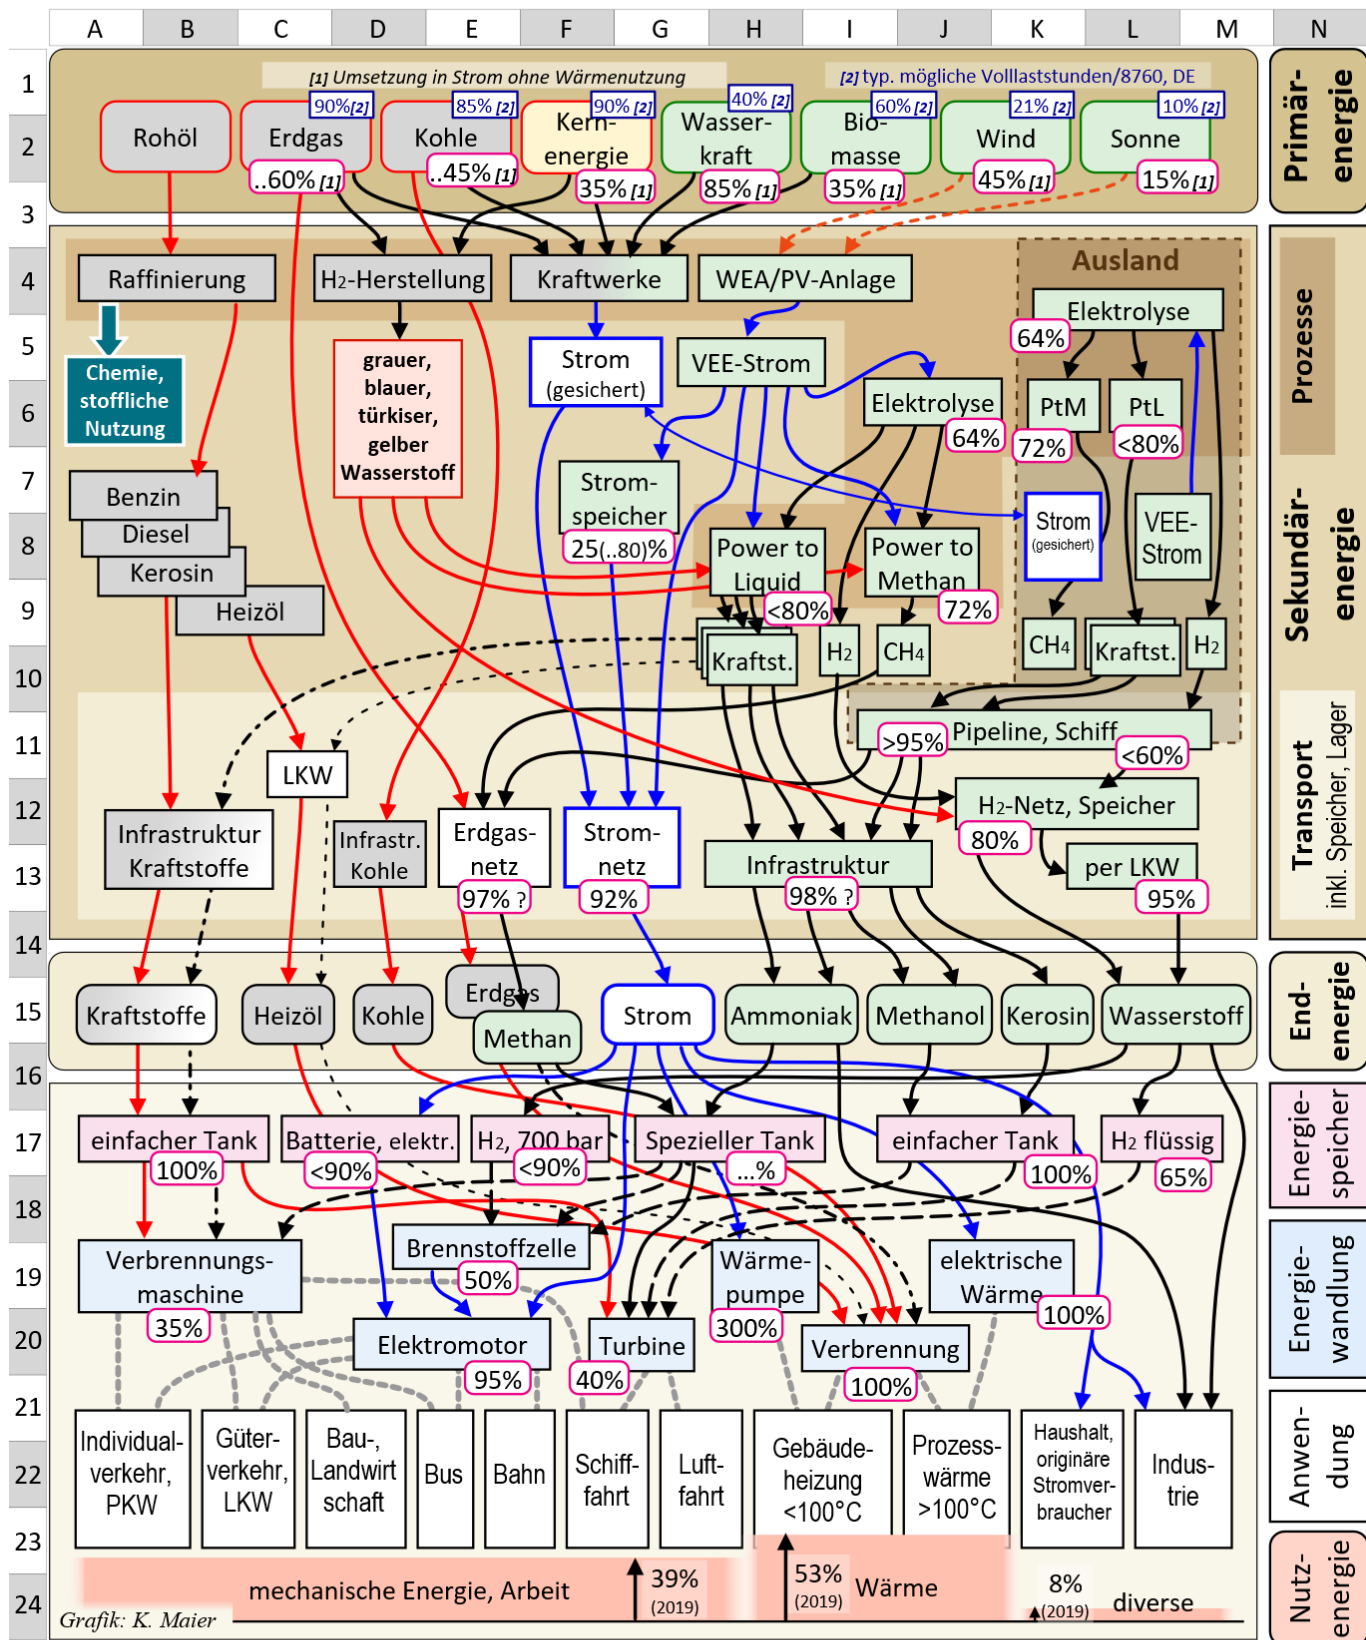 A B C D E F G H I J K L M N
1
[1] Umsetzung in Strom ohne Wärmenutzung
[2] typ. mögliche Volllaststunden/8760, DE
90%[2]
85% [2]
90% [2]
40% [2]
60% [2]
21% [2]
10% [2]
2
Rohöl
Erdgas
Kohle
Kern-
energie
Wasser-
kraft
Bio-
masse
Wind
Sonne
..60% [1]
..45% [1]
35% [1]
85% [1]
35% [1]
45% [1]
15% [1]
Primär-
energie
3
4
Raffinierung
H2-Herstellung
Kraftwerke
WEA/PV-Anlage
Ausland
Elektrolyse
64%
Prozesse
5
Chemie,
stoffliche
Nutzung
grauer,
blauer,
türkiser,
gelber
Wasserstoff
Strom
(gesichert)
VEE-Strom
6
Elektrolyse
64%
PtM
72%
PtL
<80%
7
Benzin
Diesel
Kerosin
Heizöl
Strom-
speicher
25(..80)%
Strom
(gesichert)
VEE-
Strom
8
Power to
Liquid
<80%
Power to
Methan
72%
Sekundär-
energie
9
Kraftst.
H2
CH4
CH4
Kraftst.
H2
10
11
LKW
Pipeline, Schiff
>95%
<60%
Transport
inkl. Speicher, Lager
12
Infrastruktur
Kraftstoffe
Infrastr.
Kohle
Erdgas-
netz
97% ?
Strom-
netz
92%
H2-Netz, Speicher
80%
13
Infrastruktur
98% ?
per LKW
95%
14
15
Kraftstoffe
Heizöl
Kohle
Erdgas
Methan
Strom
Ammoniak
Methanol
Kerosin
Wasserstoff
End-
energie
16
17
einfacher Tank
100%
Batterie, elektr.
<90%
H2, 700 bar
<90%
Spezieller Tank
...%
einfacher Tank
100%
H2 flüssig
65%
Energie-
speicher
18
19
Verbrennungs-
maschine
35%
Brennstoffzelle
50%
Wärme-
pumpe
300%
elektrische
Wärme
100%
Energie-
wandlung
20
Elektromotor
95%
Turbine
40%
Verbrennung
100%
21
22
Individual-
verkehr,
PKW
Güter-
verkehr,
LKW
Bau-,
Landwirt
schaft
Bus
Bahn
Schiff-
fahrt
Luft-
fahrt
Gebäude-
heizung
<100°C
Prozess-
wärme
>100°C
Haushalt,
originäre
Stromver-
braucher
Indus-
trie
Anwen-
dung
23
mechanische Energie, Arbeit
39%
(2019)
53%
(2019)
Wärme
8%
(2019)
diverse
Nutz-
energie
24
Grafik: K. Maier